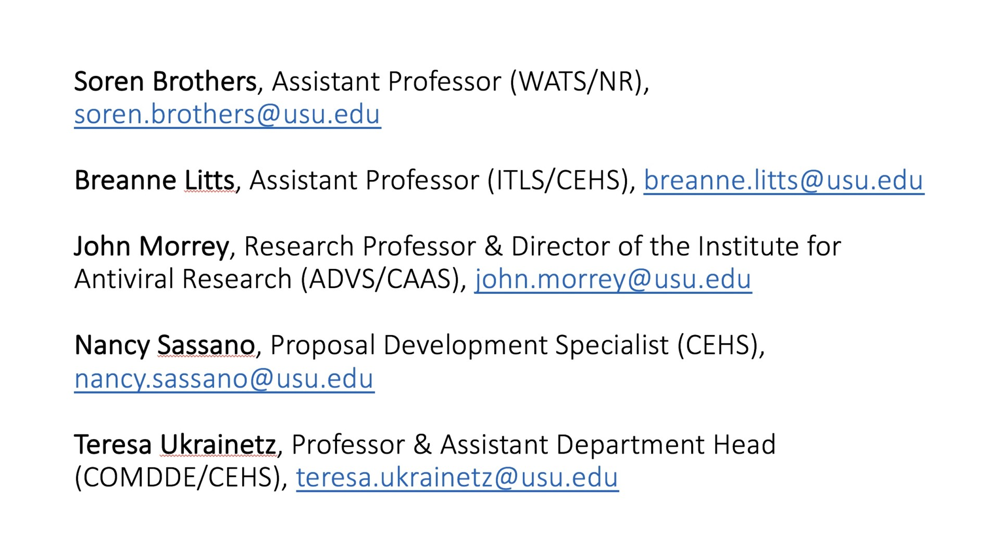 Soren Brothers, Assistant Professor (WATS/NR),
soren.brothers@usu.edu
Breanne Litts, Assistant Professor (ITLS/CEHS), breanne.litts@usu.edu
John Morrey, Research Professor & Director of the Institute for
Antiviral Research (ADVS/CAAS), john.morrey@usu.edu
Nancy Sassano, Proposal Development Specialist (CEHS),
nancy.sassano@usu.edu
Teresa Ukrainetz, Professor & Assistant Department Head
(COMDDE/CEHS), teresa.ukrainetz@usu.edu